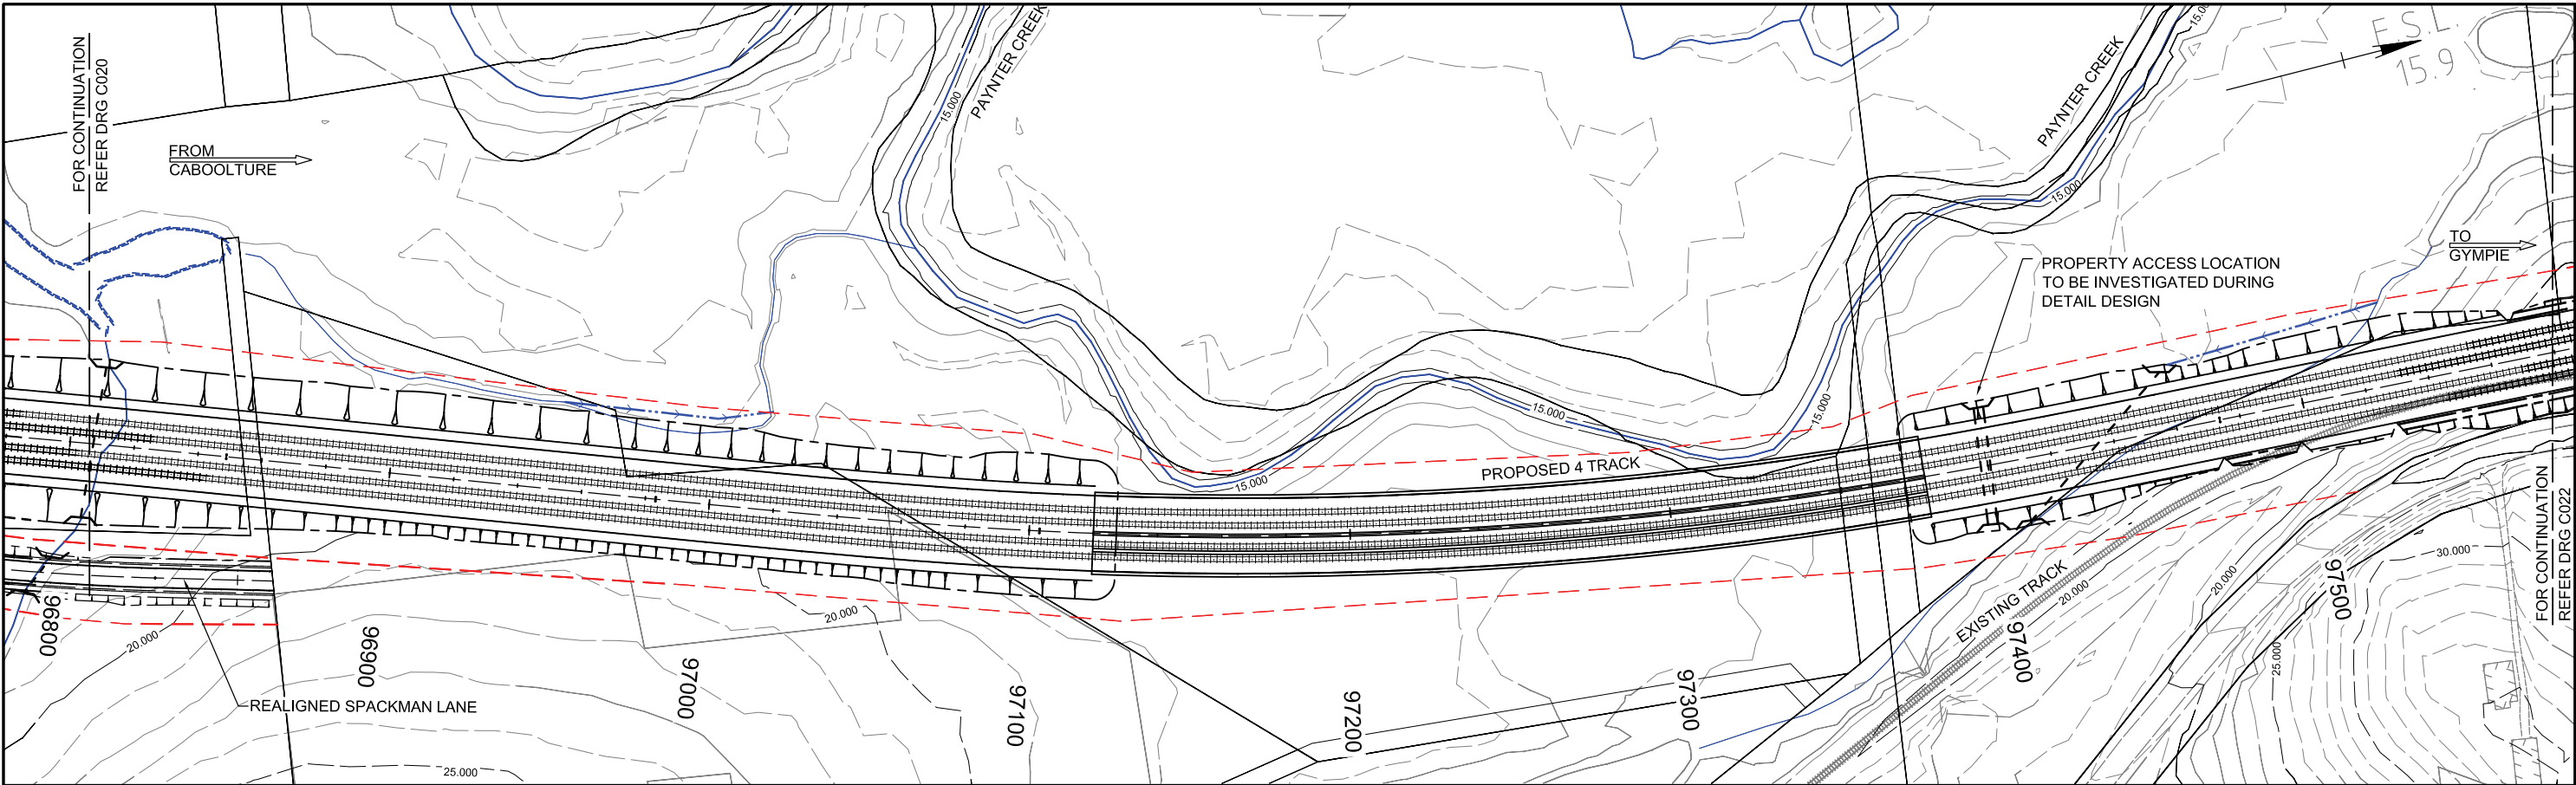 FOR CONTINUATION
REFER DRG C020
FROM
CABOOLTURE
15.000
PAYNTER CREEK
PAYNTER CREEK
15.000
15.000
F.S.L.
15.9
TO
GYMPIE
PROPERTY ACCESS LOCATION
TO BE INVESTIGATED DURING
DETAIL DESIGN
15.000
15.000
15.000
PROPOSED 4 TRACK
EXISTING TRACK
20.000
20.000
30.000
25.000
FOR CONTINUATION
REFER DRG C022
20.000
20.000
25.000
REALIGNED SPACKMAN LANE
96800
96900
97000
97100
97200
97300
97400
97500